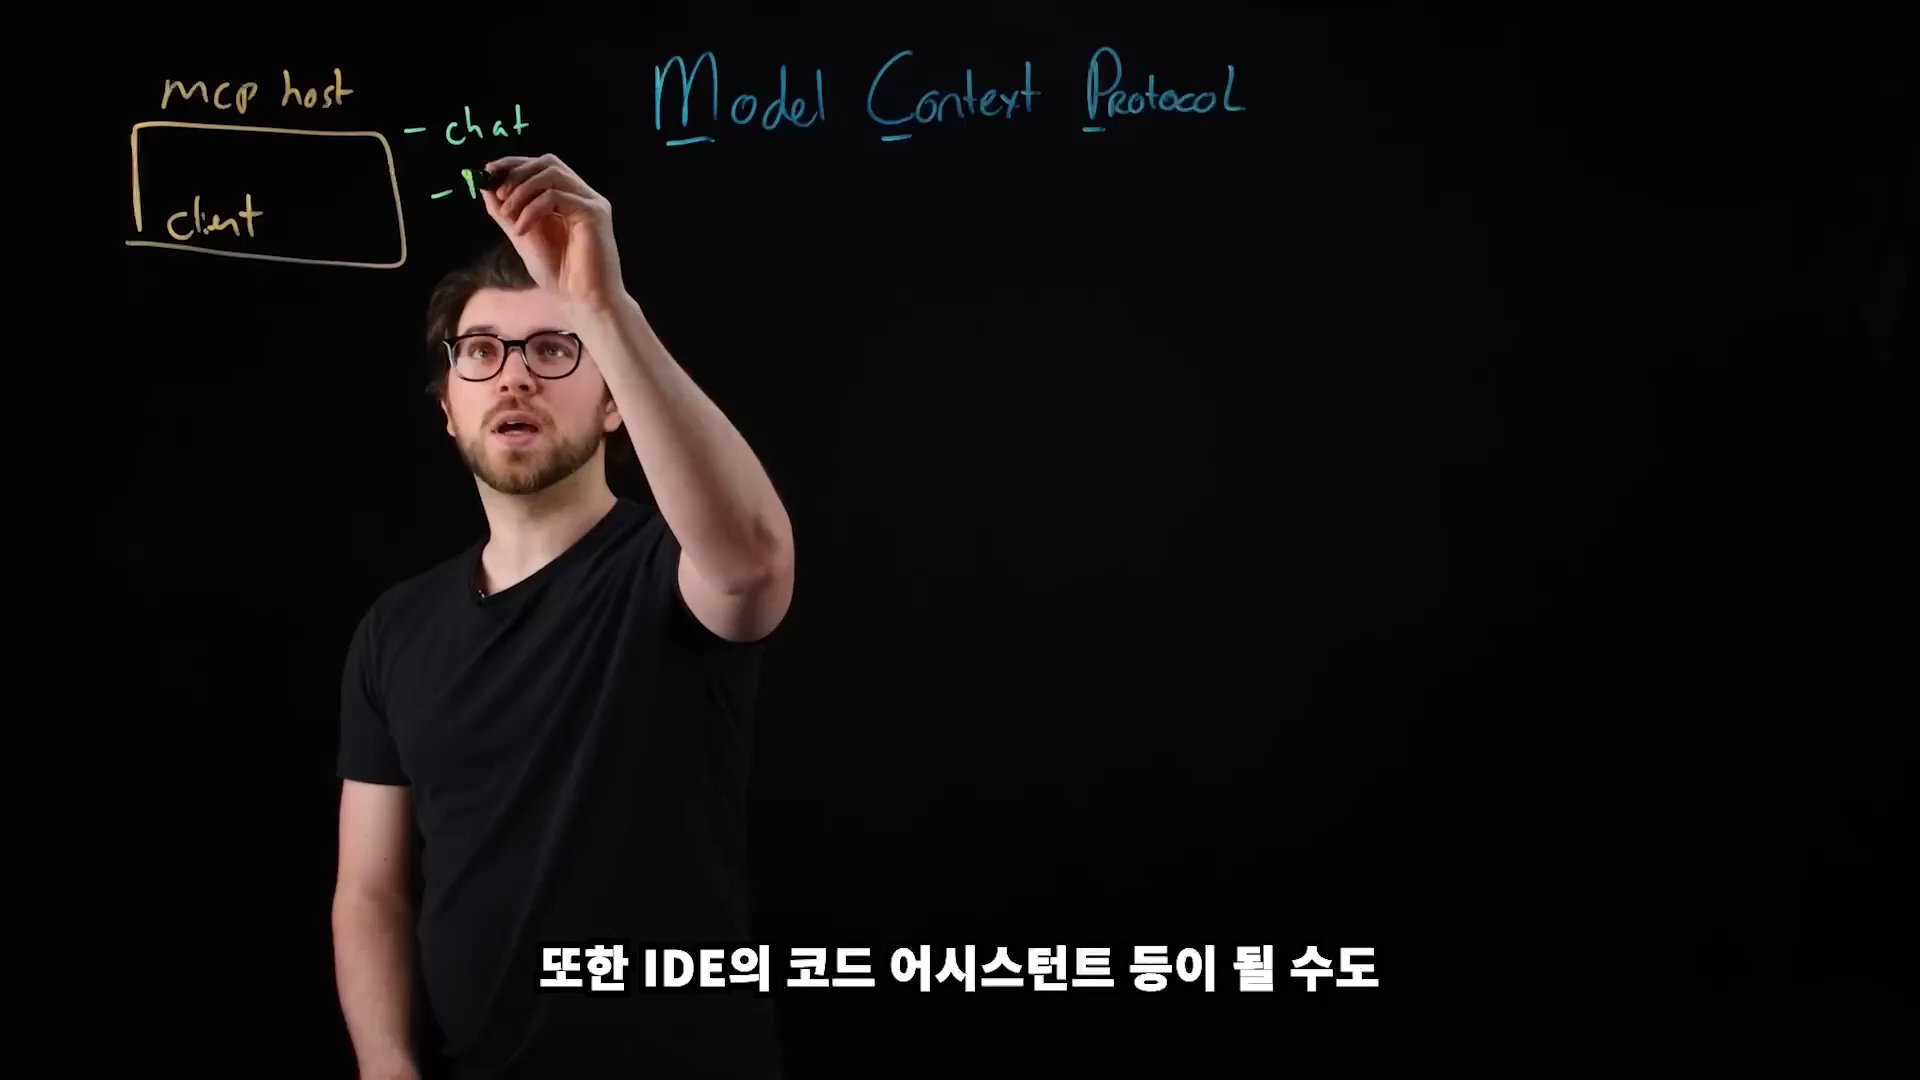 mcp host
Model Context Protocol
- chat
-
client
또한 IDE의 코드 어시스턴트 등이 될 수도